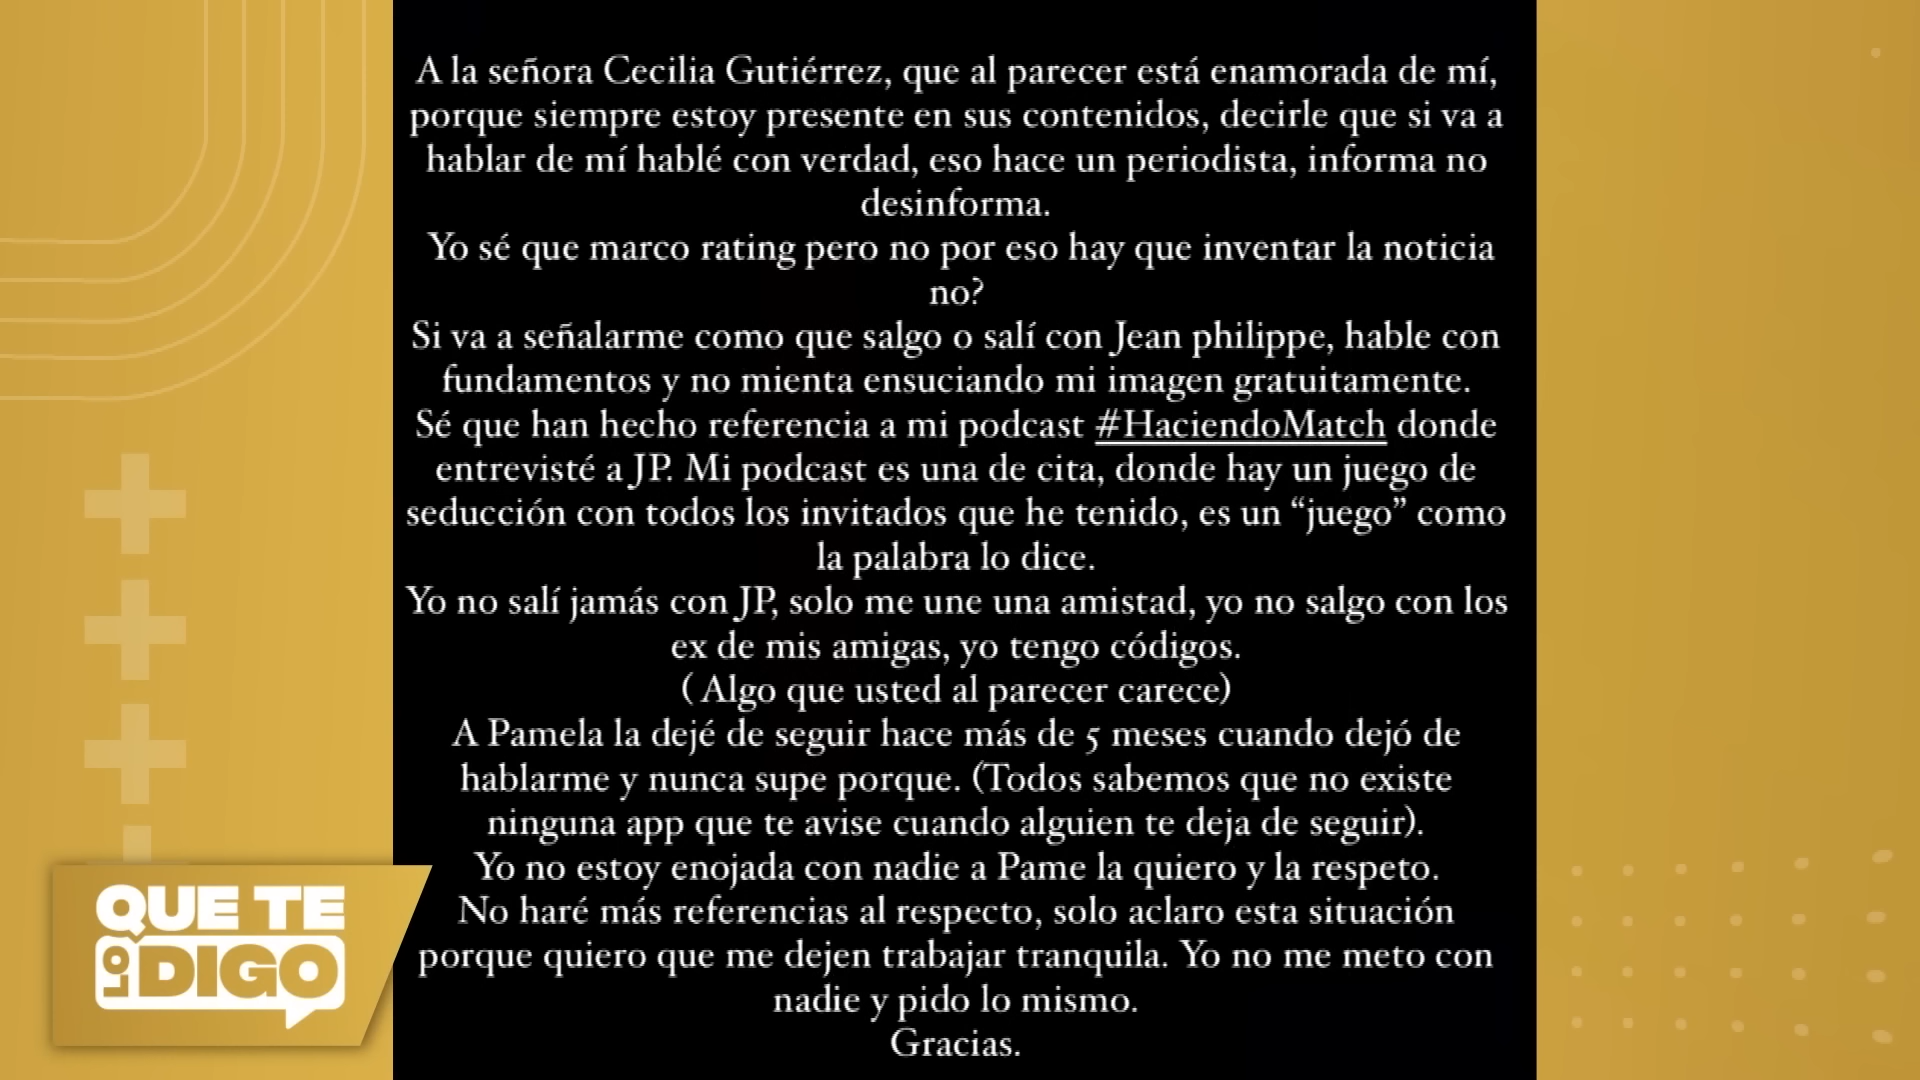 A la señora Cecilia Gutiérrez, que al parecer está enamorada de mí,
porque siempre estoy presente en sus contenidos, decirle que si va a
hablar de mí hablé con verdad, eso hace un periodista, informa no
desinforma.
Yo sé que marco rating pero no por eso hay que inventar la noticia
no?
Si va a señalarme como que salgo o salí con Jean philippe, hable con
fundamentos y no mienta ensuciando mi imagen gratuitamente.
Sé que han hecho referencia a mi podcast #HaciendoMatch donde
entrevisté a JP. Mi podcast es una de cita, donde hay un juego de
seducción con todos los invitados que he tenido, es un “juego” como
la palabra lo dice.
Yo no salí jamás con JP, solo me une una amistad, yo no salgo con los
ex de mis amigas, yo tengo códigos.
( Algo que usted al parecer carece)
A Pamela la dejé de seguir hace más de 5 meses cuando dejó de
hablarme y nunca supe porque. (Todos sabemos que no existe
ninguna app que te avise cuando alguien te deja de seguir).
Yo no estoy enojada con nadie a Pame la quiero y la respeto.
No haré más referencias al respecto, solo aclaro esta situación
porque quiero que me dejen trabajar tranquila. Yo no me meto con
nadie y pido lo mismo.
Gracias.
QUE TE
LO DIGO